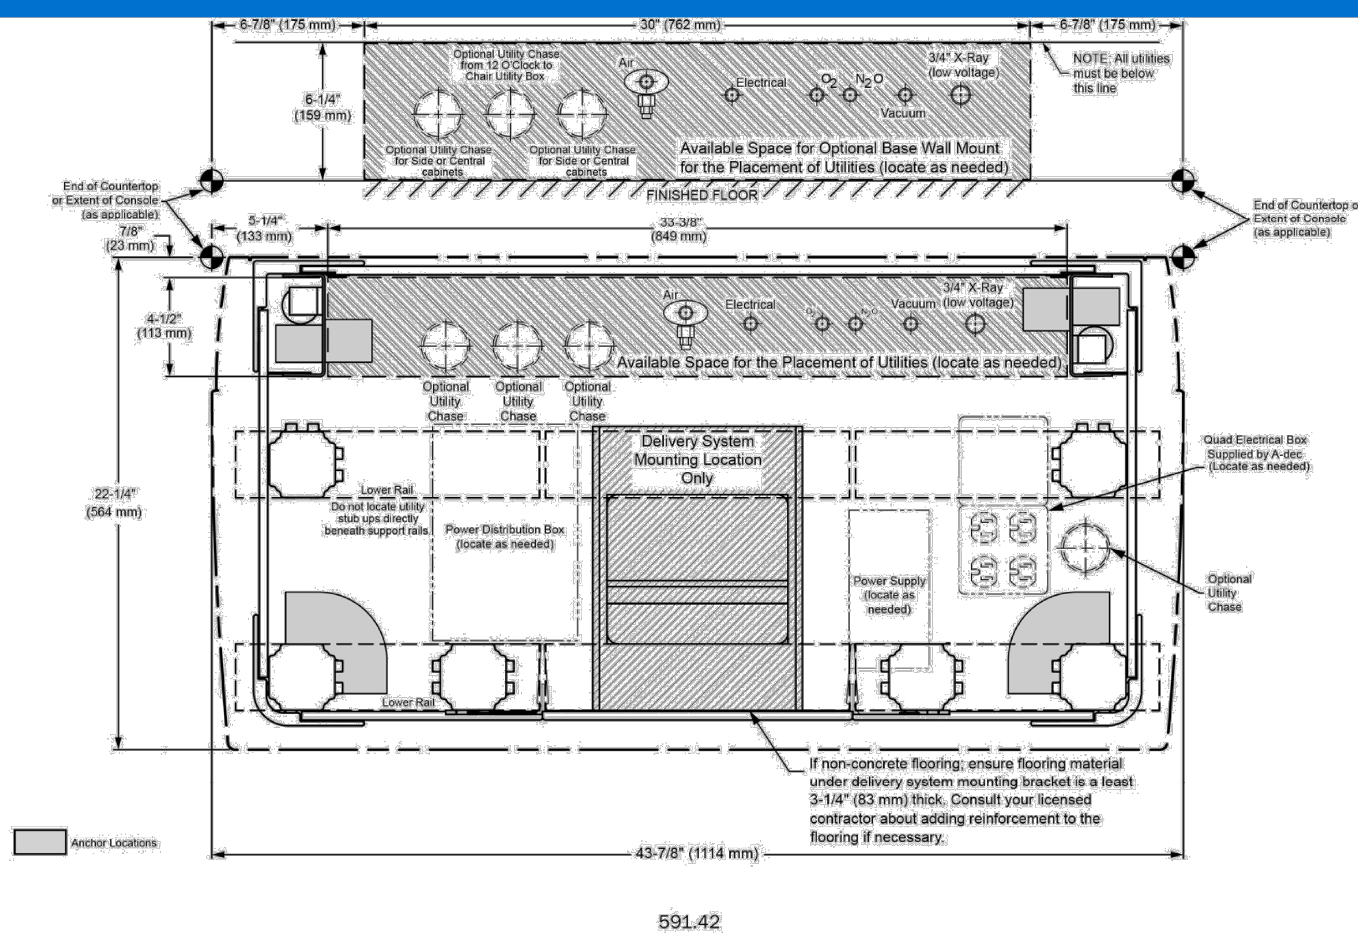 6-7/8" (175 mm)
30" (762 mm)
6-7/8" (175 mm)
Optional Utility Chase
from 12 O'Clock to
Chair Utility Box
Air
Electrical
O2
N2O
3/4" X-Ray
(low voltage)
Vacuum
NOTE: All utilities
must be below
this line
6-1/4"
(159 mm)
Optional Utility Chase
for Side or Central
cabinets
Optional Utility Chase
for Side or Central
cabinets
Available Space for Optional Base Wall Mount
for the Placement of Utilities (locate as needed)
FINISHED FLOOR
End of Countertop
or Extent of Console
(as applicable)
End of Countertop o
Extent of Console
(as applicable)
7/8"
(23 mm)
5-1/4"
(133 mm)
33-3/8"
(849 mm)
4-1/2"
(113 mm)
Air
Electrical
O2
N2O
Vacuum
3/4" X-Ray
(low voltage)
Available Space for the Placement of Utilities (locate as needed)
Optional
Utility
Chase
Optional
Utility
Chase
Optional
Utility
Chase
Delivery System
Mounting Location
Only
Quad Electrical Box
Supplied by A-dec
(Locate as needed)
22-1/4"
(564 mm)
Lower Rail
Do not locate utility
stub ups directly
beneath support rails.
Power Distribution Box
(locate as needed)
Power Supply
(locate as
needed)
Optional
Utility
Chase
Lower Rail
If non-concrete flooring; ensure flooring material
under delivery system mounting bracket is a least
3-1/4" (83 mm) thick. Consult your licensed
contractor about adding reinforcement to the
flooring if necessary.
Anchor Locations
43-7/8" (1114 mm)
591.42